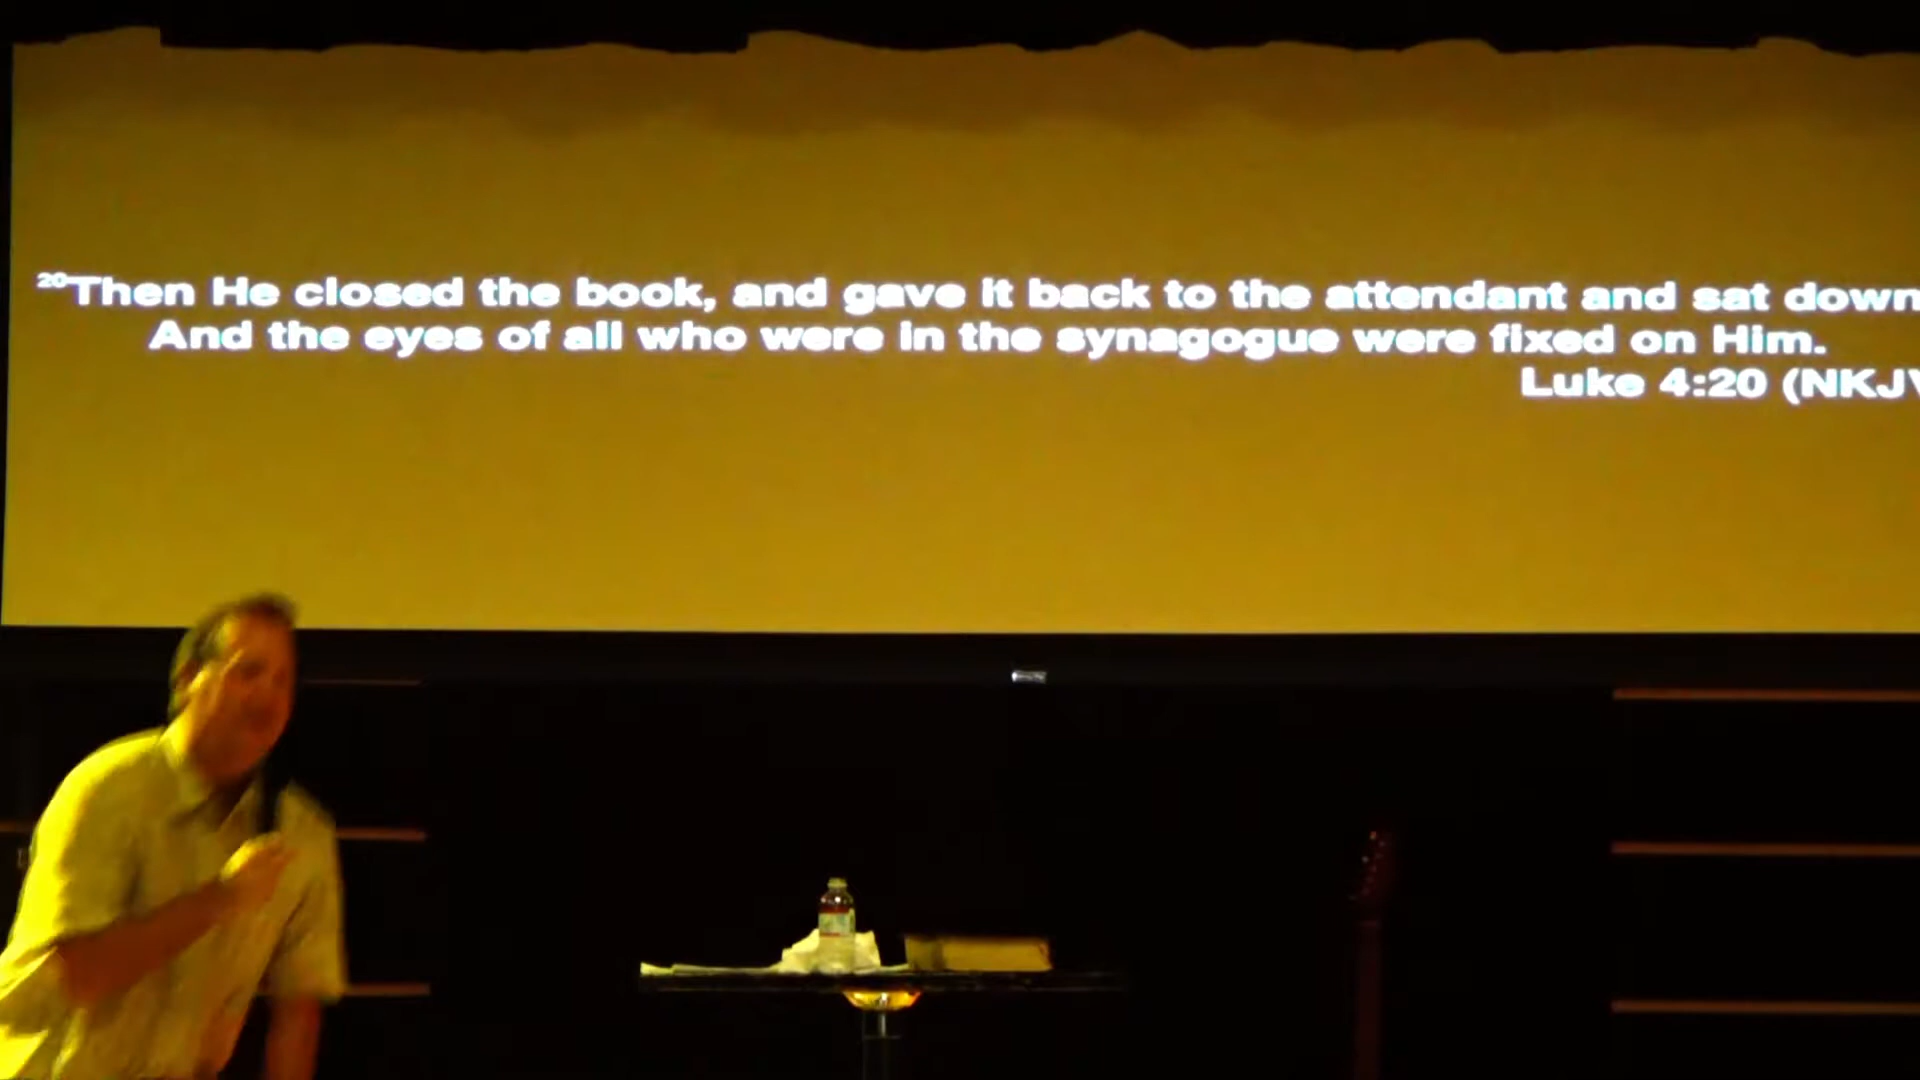 20Then He closed the book, and gave it back to the attendant and sat down
And the eyes of all who were in the synagogue were fixed on Him.
Luke 4:20 (NKJV